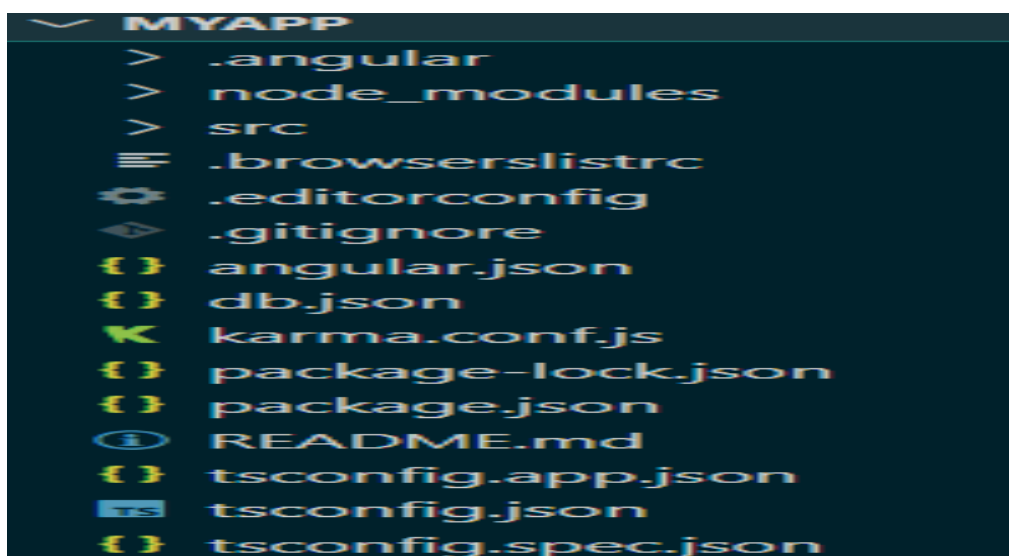 MYAPP
.angular
node_modules
src
.browserslistrc
.editorconfig
.gitignore
angular.json
db.json
karma.conf.js
package-lock.json
package.json
README.md
tsconfig.app.json
tsconfig.json
tsconfig.spec.json